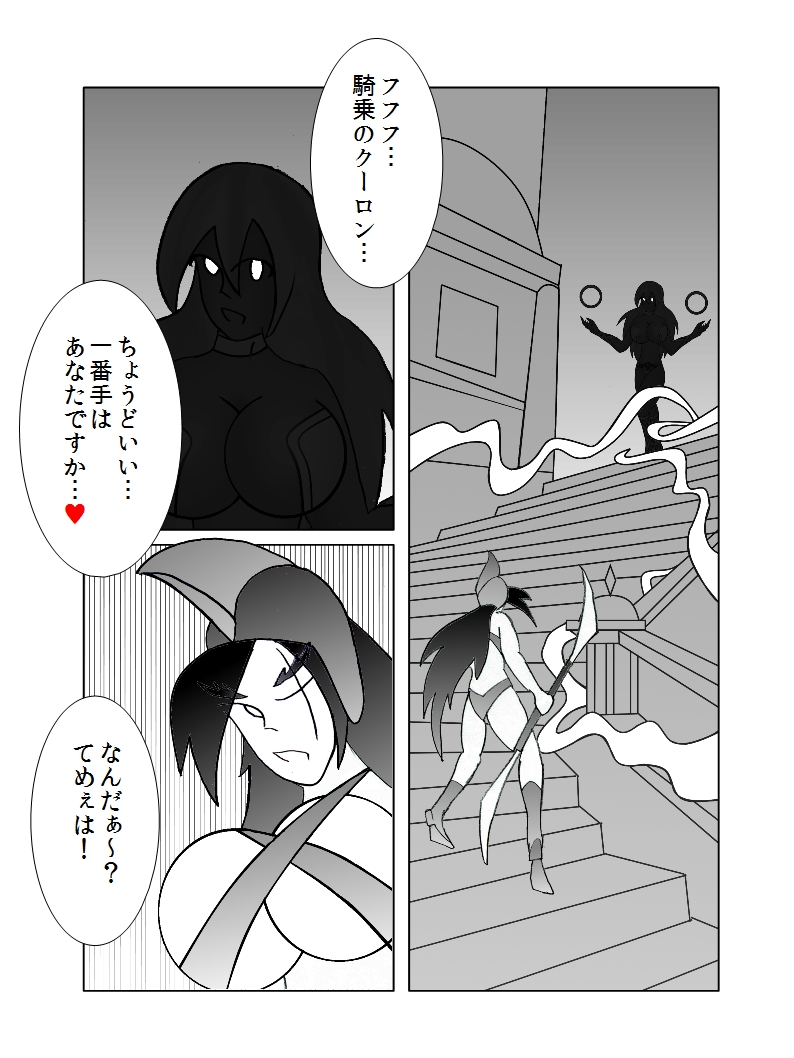 フフフ…
騎乗のクーロン…
ちょうどいい…
一番手は
あなたですか…♥
なんだぁ～？
てめぇは！